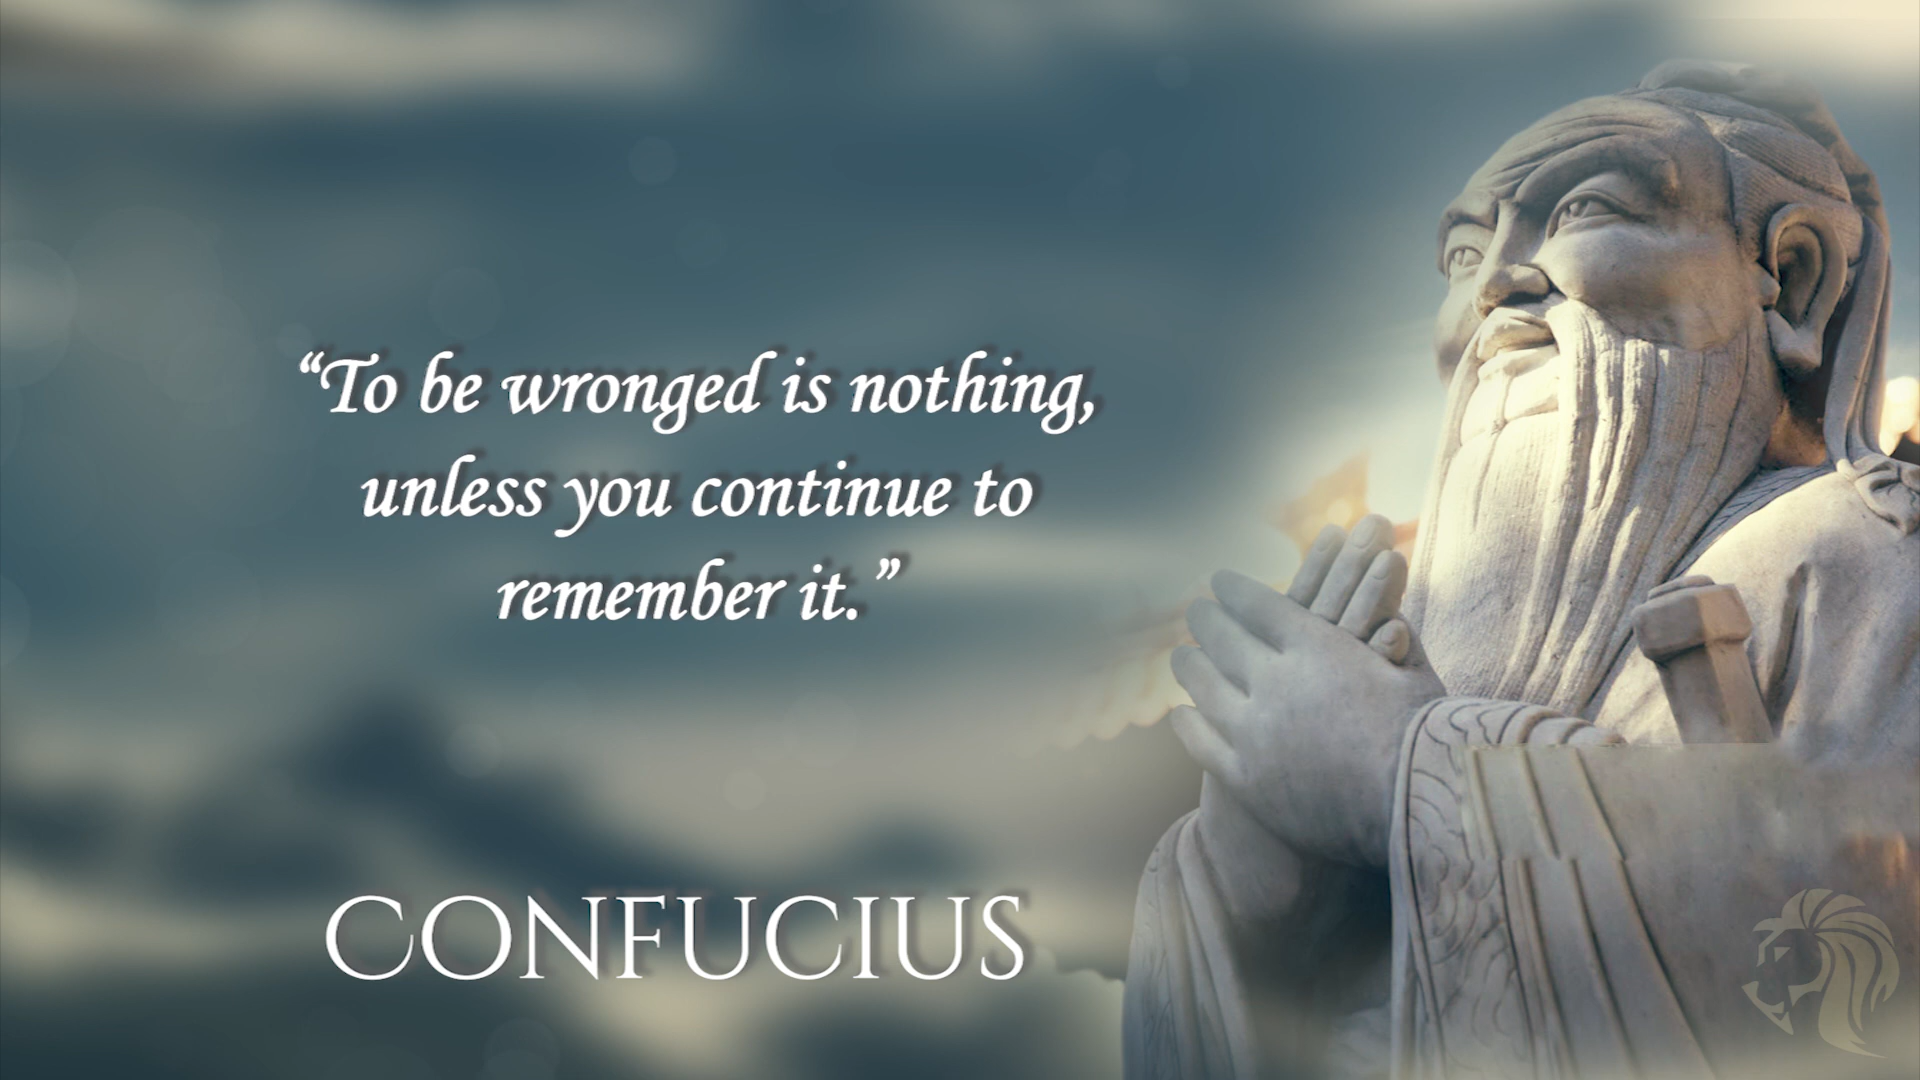 “To be wronged is nothing,
unless you continue to
remember it.”
CONFUCIUS